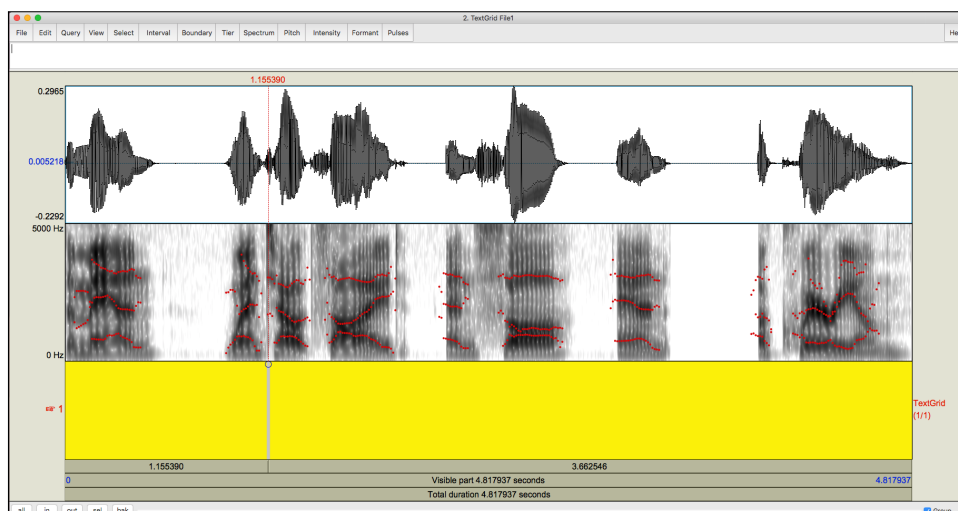 2. TextGrid File1
File Edit Query View Select Interval Boundary Tier Spectrum Pitch Intensity Formant Pulses He
1.155390
0.2965
0.005218
-0.2292
5000 Hz
0 Hz
1
TextGrid
(1/1)
1.155390 3.662546
0 Visible part 4.817937 seconds 4.817937
Total duration 4.817937 seconds
all in out sel bak Group